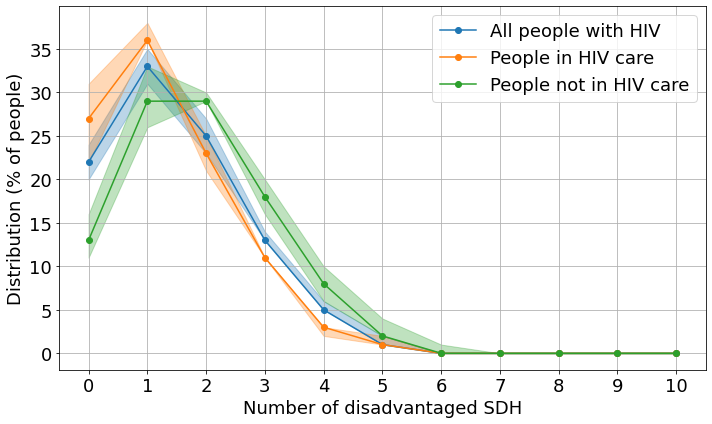 All people with HIV
People in HIV care
People not in HIV care
Distribution (% of people)
35
30
25
20
15
10
5
0
0 1 2 3 4 5 6 7 8 9 10
Number of disadvantaged SDH